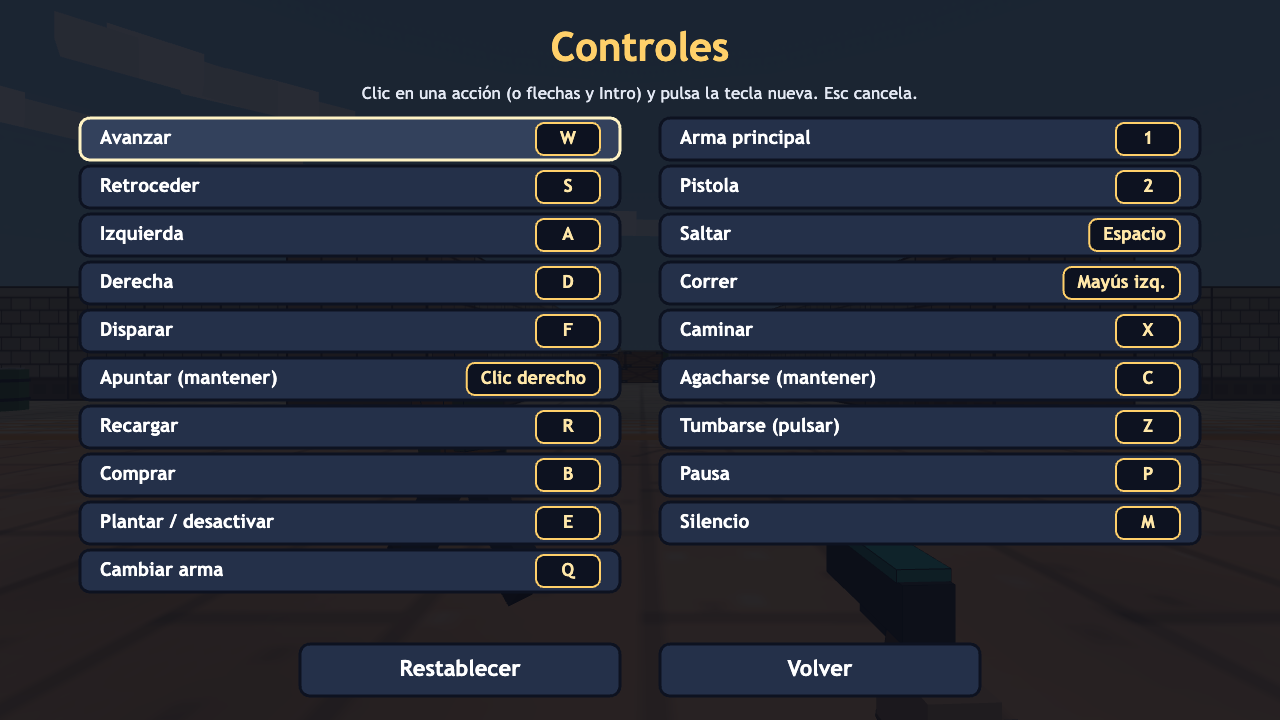 Controles
Clic en una acción (o flechas y Intro) y pulsa la tecla nueva. Esc cancela.
Avanzar W
Retroceder S
Izquierda A
Derecha D
Disparar F
Apuntar (mantener) Clic derecho
Recargar R
Comprar B
Plantar / desactivar E
Cambiar arma Q
Arma principal 1
Pistola 2
Saltar Espacio
Correr Mayús izq.
Caminar X
Agacharse (mantener) C
Tumbarse (pulsar) Z
Pausa P
Silencio M
Restablecer
Volver